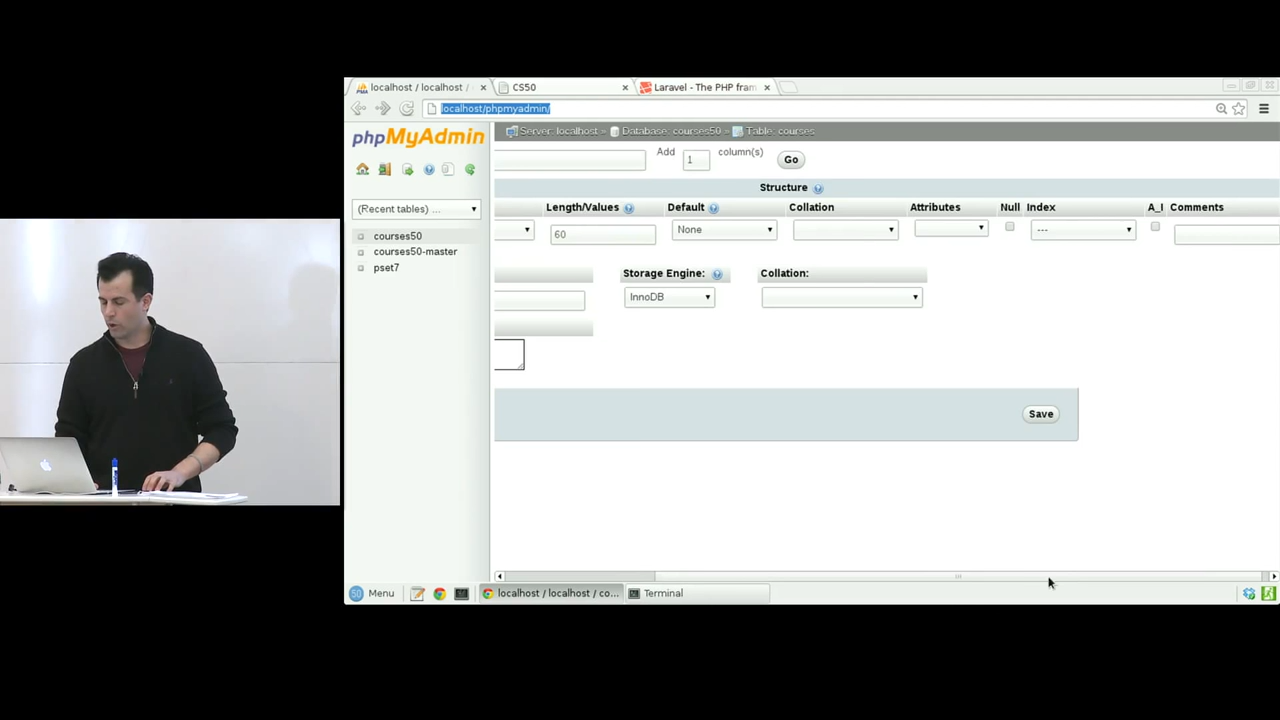 localhost / localhost /
CS50
Laravel - The PHP fram
localhost/phpmyadmin/
phpMyAdmin
Server: localhost » Database: courses50 » Table: courses
Add 1 column(s) Go
Structure
(Recent tables) ...
Length/Values Default Collation Attributes Null Index A_I Comments
60 None ---
courses50
courses50-master
pset7
Storage Engine: Collation:
InnoDB
Save
50 Menu
localhost / localhost / co...
Terminal